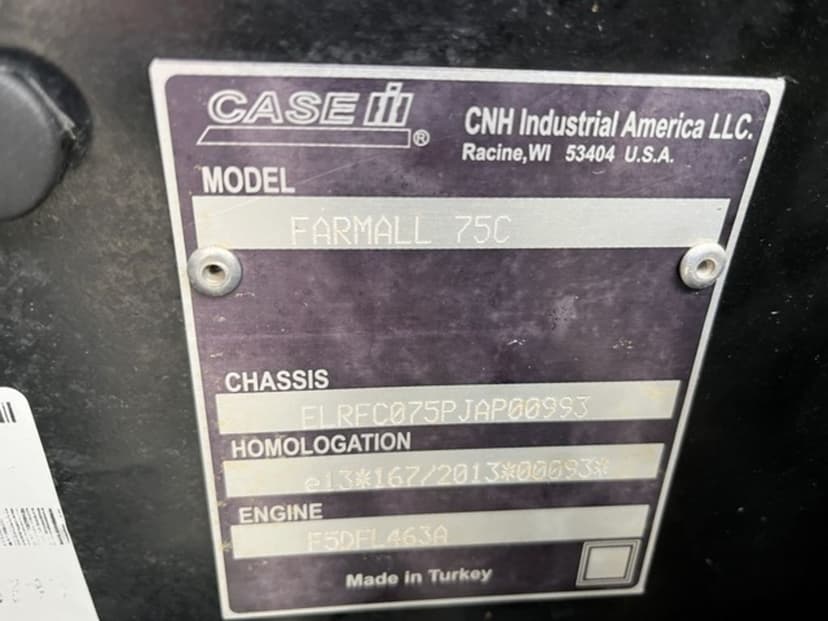 CASE IH ®
CNH Industrial America LLC.
Racine, WI 53404 U.S.A.
MODEL
FARMALL 75C
CHASSIS
ELRFC075PJAP00993
HOMOLOGATION
e13*167/2013*00093*
ENGINE
F5DFL463A
Made in Turkey